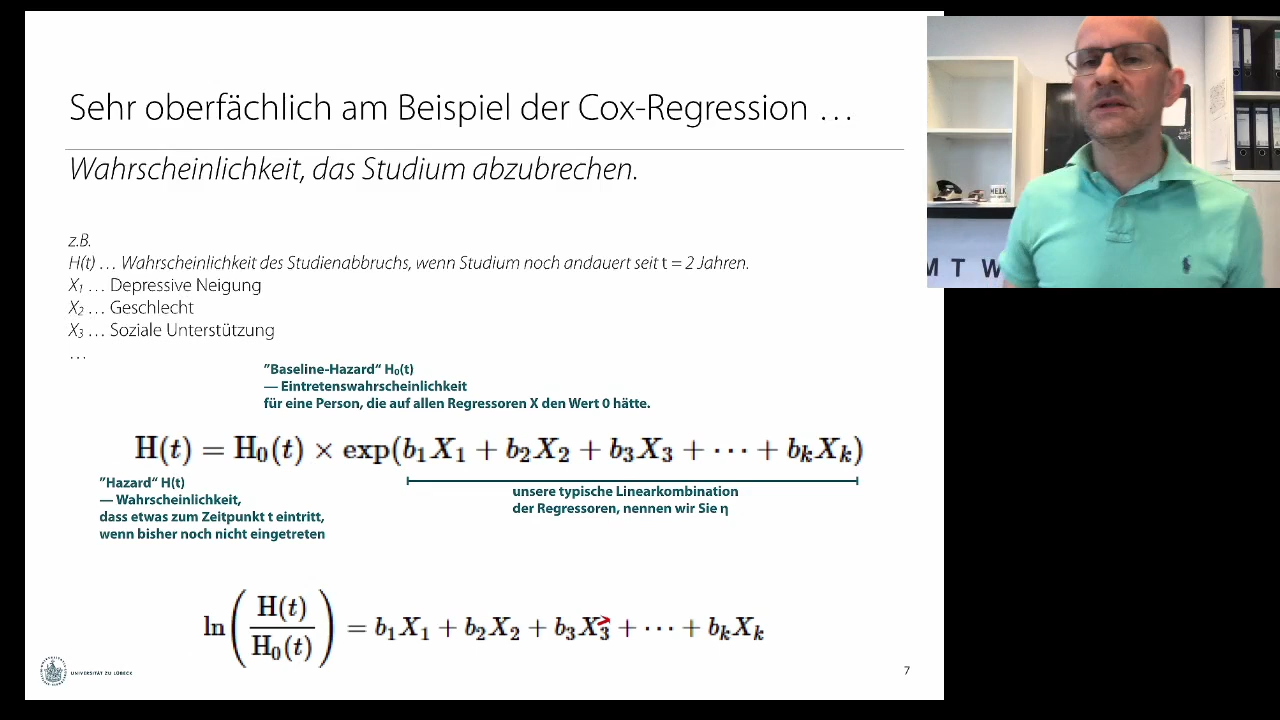 Sehr oberfächlich am Beispiel der Cox-Regression …
Wahrscheinlichkeit, das Studium abzubrechen.
z.B.
H(t) … Wahrscheinlichkeit des Studienabbruchs, wenn Studium noch andauert seit t = 2 Jahren.
X₁ … Depressive Neigung
X₂ … Geschlecht
X₃ … Soziale Unterstützung
…
”Baseline-Hazard“ H₀(t)
— Eintretenswahrscheinlichkeit
für eine Person, die auf allen Regressoren X den Wert 0 hätte.
H(t) = H₀(t) × exp(b₁X₁ + b₂X₂ + b₃X₃ + ⋯ + bₖXₖ)
”Hazard“ H(t)
— Wahrscheinlichkeit,
dass etwas zum Zeitpunkt t eintritt,
wenn bisher noch nicht eingetreten
unsere typische Linearkombination
der Regressoren, nennen wir Sie η
ln(H(t)/H₀(t)) = b₁X₁ + b₂X₂ + b₃X₃ + ⋯ + bₖXₖ
UNIVERSITÄT ZU LÜBECK
7
M T W